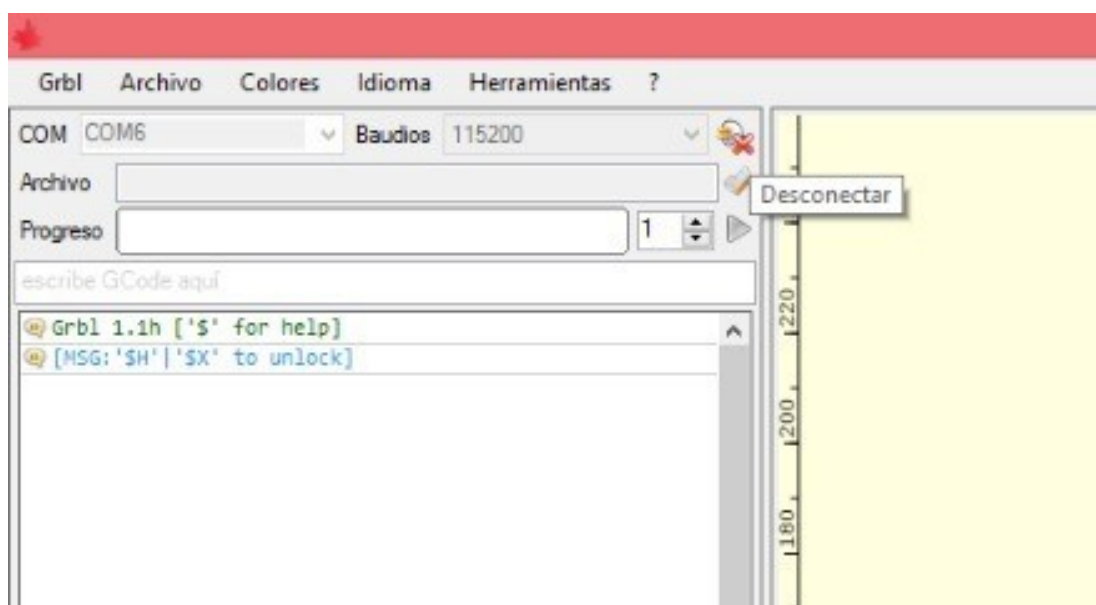 Grbl Archivo Colores Idioma Herramientas ?
COM COM6 Baudios 115200
Archivo
Desconectar
Progreso 1
escribe GCode aquí
Grbl 1.1h ['$' for help]
[MSG:'$H'|'$X' to unlock]
220
200
180